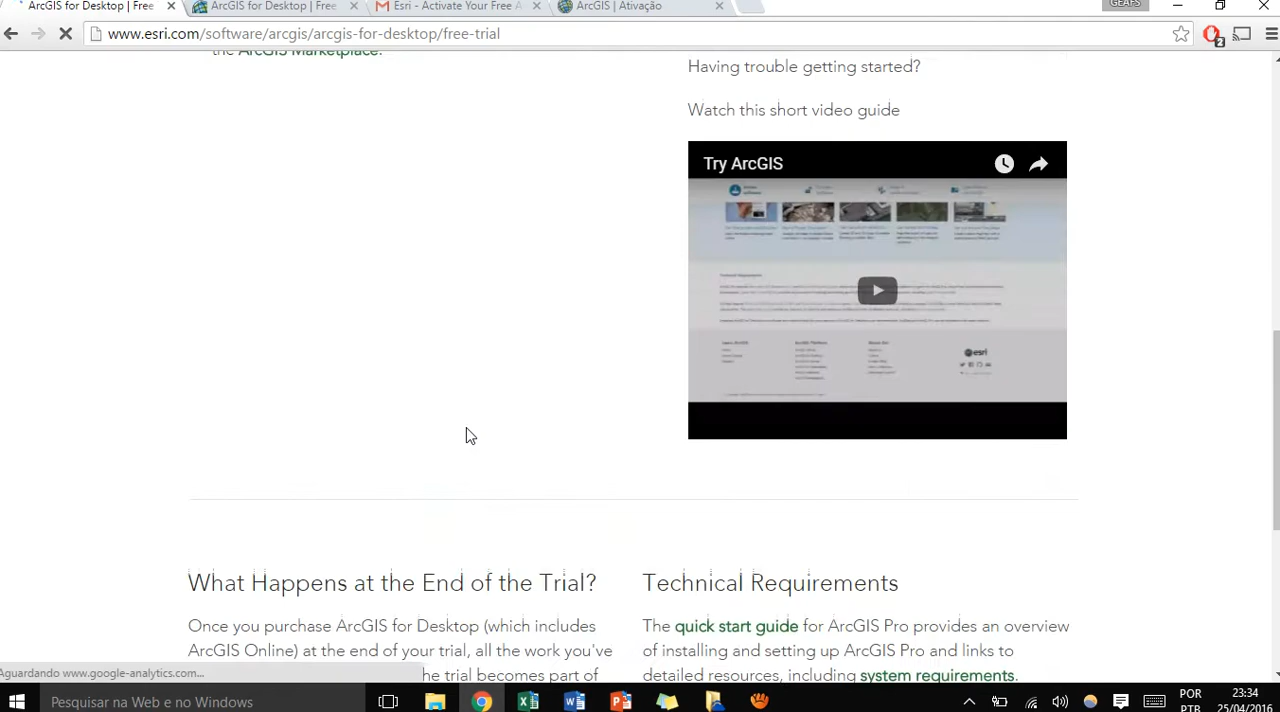 ArcGIS for Desktop | Free
ArcGIS for Desktop | Free
Esri - Activate Your Free A
ArcGIS | Ativação
GEAFS
www.esri.com/software/arcgis/arcgis-for-desktop/free-trial
2
the ArcGIS Marketplace.
Having trouble getting started?
Watch this short video guide
Try ArcGIS
esri
What Happens at the End of the Trial?
Once you purchase ArcGIS for Desktop (which includes
ArcGIS Online) at the end of your trial, all the work you've
the trial becomes part of
Technical Requirements
The quick start guide for ArcGIS Pro provides an overview
of installing and setting up ArcGIS Pro and links to
detailed resources, including system requirements.
Aguardando www.google-analytics.com...
Pesquisar na Web e no Windows
POR
PTB
23:34
25/04/2016